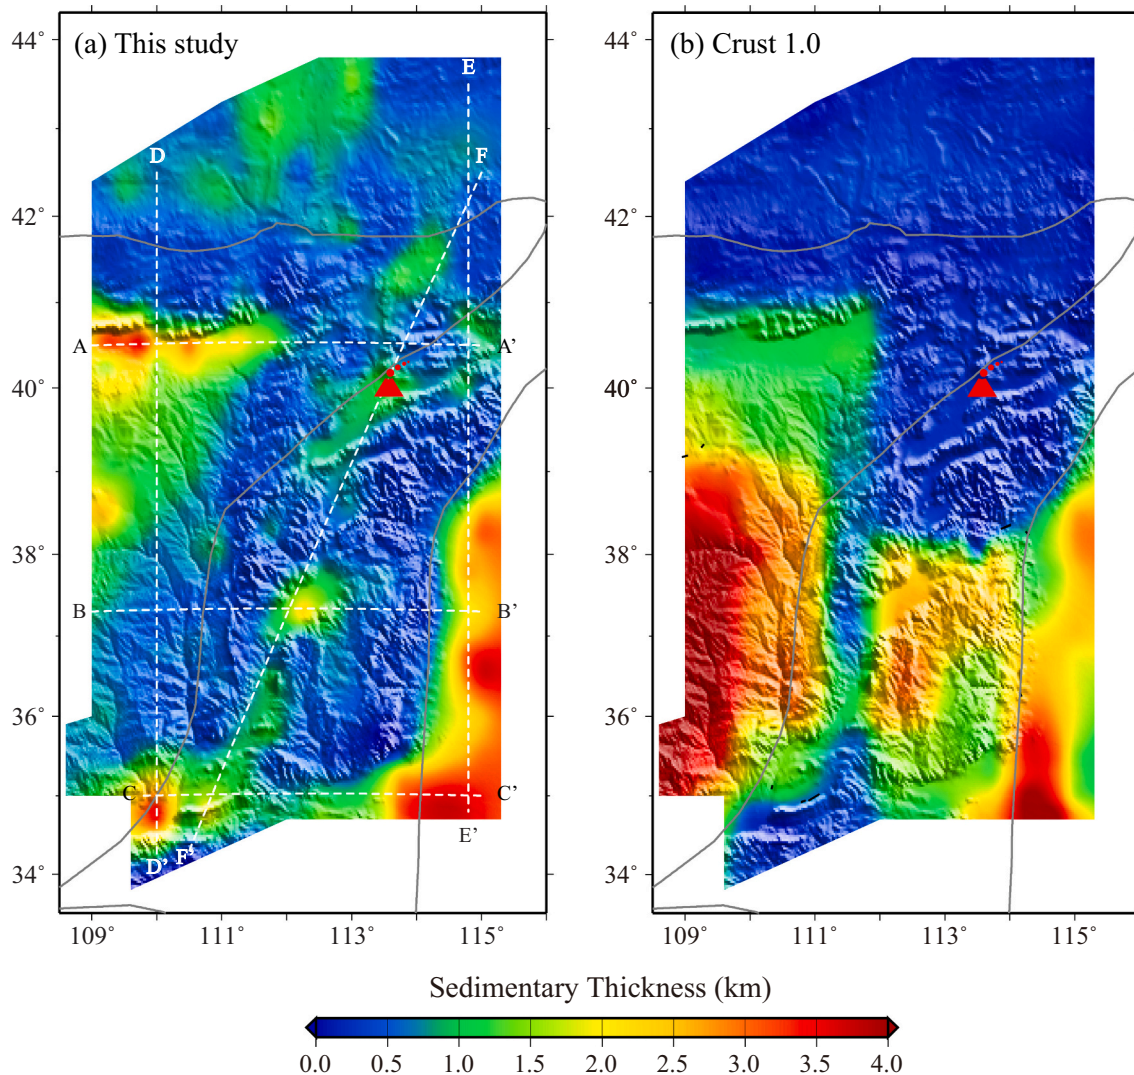 (a) This study
(b) Crust 1.0
44°
42°
40°
38°
36°
34°
44°
42°
40°
38°
36°
34°
E
D
F
A
A'
B
B'
C
C'
D'
F'
E'
109°
111°
113°
115°
109°
111°
113°
115°
Sedimentary Thickness (km)
0.0 0.5 1.0 1.5 2.0 2.5 3.0 3.5 4.0